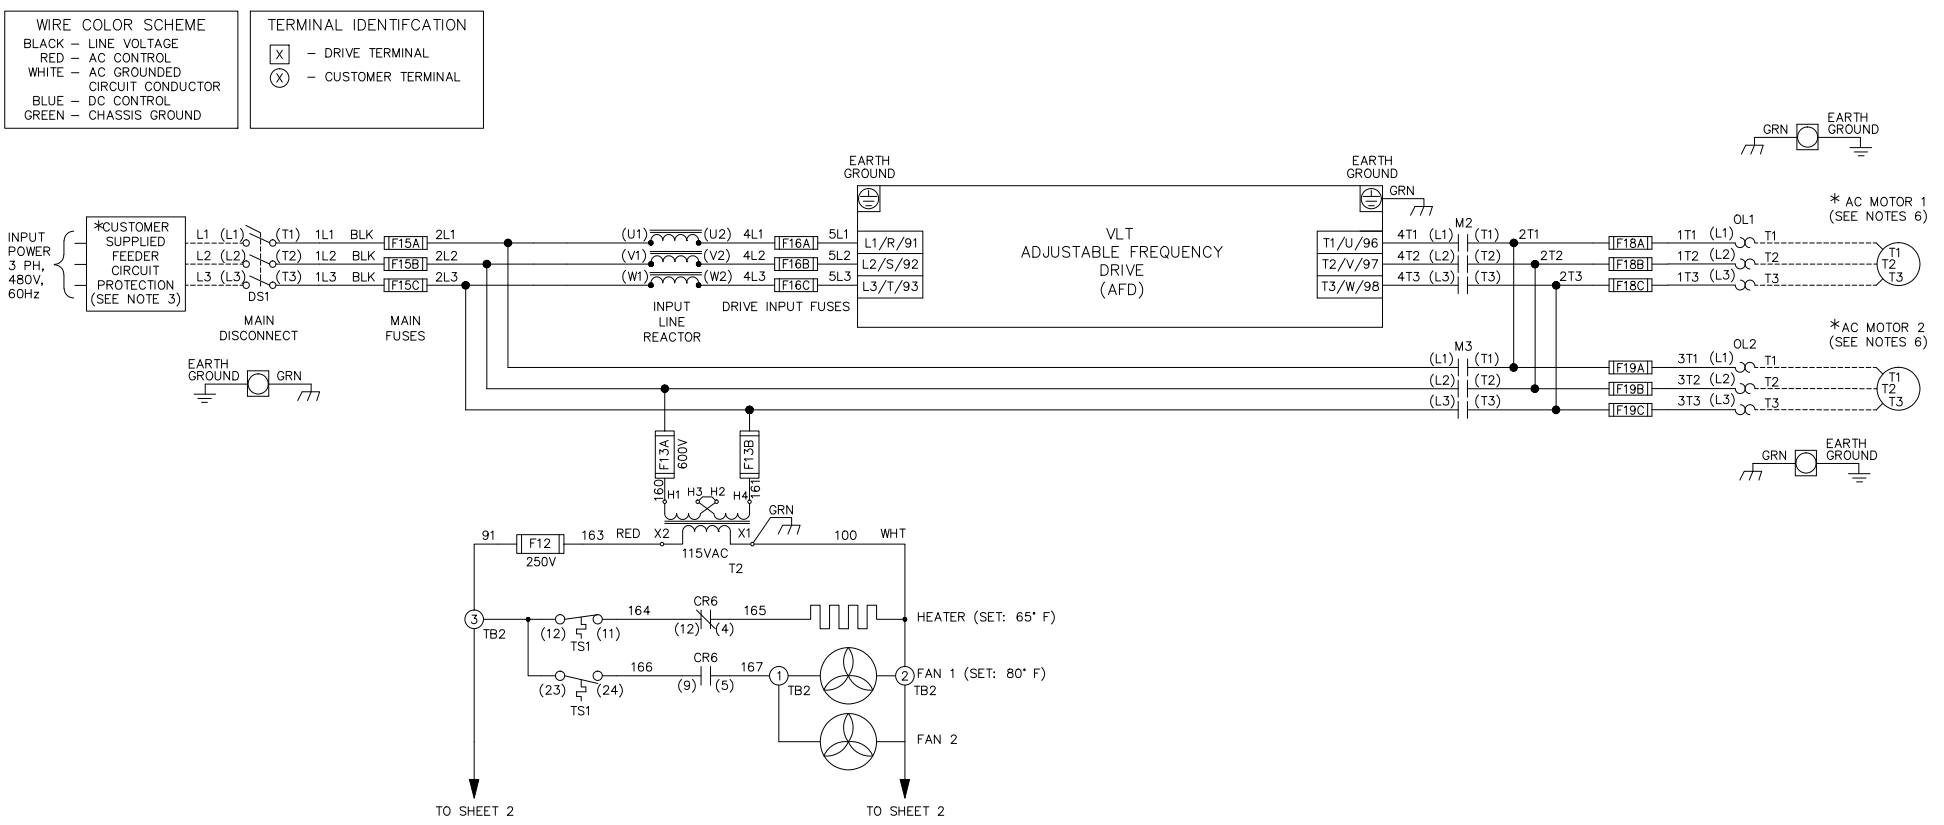 WIRE COLOR SCHEME
BLACK – LINE VOLTAGE
RED – AC CONTROL
WHITE – AC GROUNDED
CIRCUIT CONDUCTOR
BLUE – DC CONTROL
GREEN – CHASSIS GROUND
TERMINAL IDENTIFCATION
X – DRIVE TERMINAL
X – CUSTOMER TERMINAL
GRN
EARTH
GROUND
EARTH
GROUND
EARTH
GROUND
GRN
* AC MOTOR 1
(SEE NOTES 6)
INPUT
POWER
3 PH,
480V,
60Hz
*CUSTOMER
SUPPLIED
FEEDER
CIRCUIT
PROTECTION
(SEE NOTE 3)
L1 (L1) (T1) 1L1 BLK F15A 2L1
L2 (L2) (T2) 1L2 BLK F15B 2L2
L3 (L3) (T3) 1L3 BLK F15C 2L3
DS1
MAIN
DISCONNECT
MAIN
FUSES
(U1) (U2) 4L1 F16A 5L1 L1/R/91
(V1) (V2) 4L2 F16B 5L2 L2/S/92
(W1) (W2) 4L3 F16C 5L3 L3/T/93
INPUT
LINE
REACTOR
DRIVE INPUT FUSES
VLT
ADJUSTABLE FREQUENCY
DRIVE
(AFD)
M2
OL1
T1/U/96 4T1 (L1) (T1) 2T1 F18A 1T1 (L1) T1
T2/V/97 4T2 (L2) (T2) 2T2 F18B 1T2 (L2) T2
T3/W/98 4T3 (L3) (T3) 2T3 F18C 1T3 (L3) T3
T1
T2
T3
EARTH
GROUND
GRN
*AC MOTOR 2
(SEE NOTES 6)
M3
OL2
(L1) (T1) F19A 3T1 (L1) T1
(L2) (T2) F19B 3T2 (L2) T2
(L3) (T3) F19C 3T3 (L3) T3
T1
T2
T3
GRN
EARTH
GROUND
F13A
600V
F13B
160
161
H1 H3 H2 H4
GRN
91 F12 163 RED X2 X1 100 WHT
250V
115VAC
T2
3
TB2
(12) (11)
TS1
164
CR6
(12) (4)
165
HEATER (SET: 65° F)
(23) (24)
TS1
166
CR6
(9) (5)
167
1
TB2
2
TB2
FAN 1 (SET: 80° F)
FAN 2
TO SHEET 2
TO SHEET 2